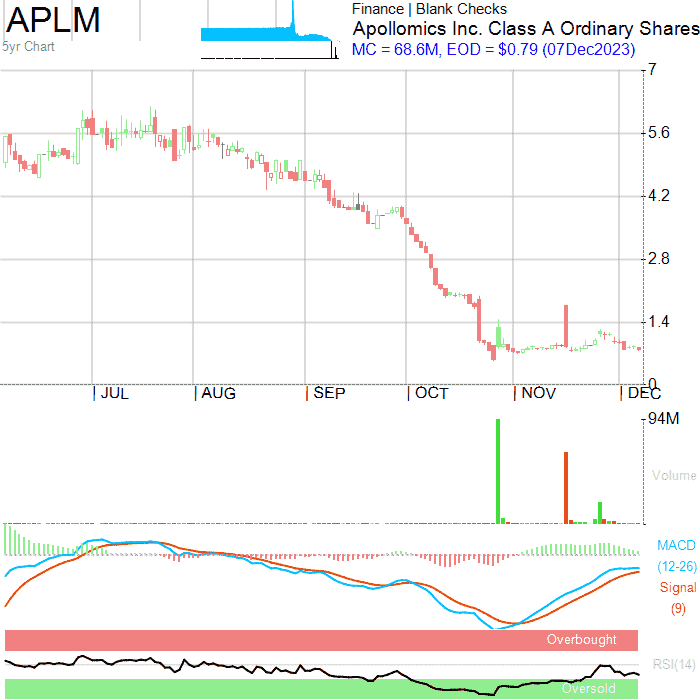 APLM
5yr Chart
Finance | Blank Checks
Apollomics Inc. Class A Ordinary Shares
MC = 68.6M, EOD = $0.79 (07Dec2023)
7
5.6
4.2
2.8
1.4
0
JUL AUG SEP OCT NOV DEC
94M
Volume
MACD
(12-26)
Signal
(9)
Overbought
RSI(14)
Oversold